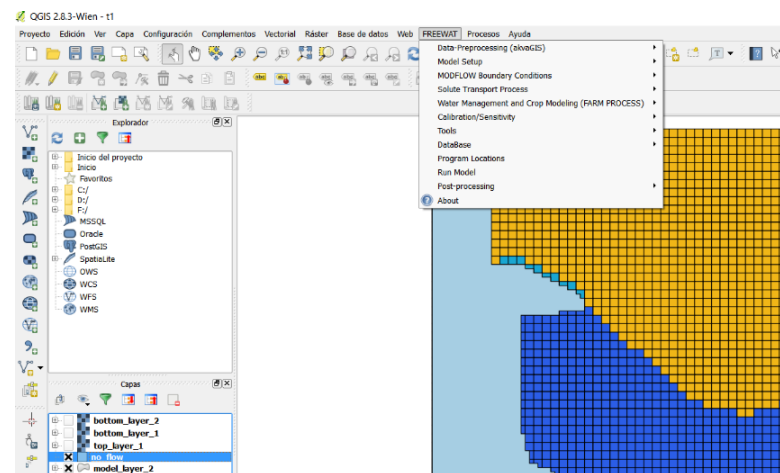 QGIS 2.8.3-Wien - t1
Proyecto Edición Ver Capa Configuración Complementos Vectorial Ráster Base de datos Web FREEWAT Procesos Ayuda
Data-Preprocessing (akvaGIS)
Model Setup
MODFLOW Boundary Conditions
Solute Transport Process
Water Management and Crop Modeling (FARM PROCESS)
Calibration/Sensitivity
Tools
DataBase
Program Locations
Run Model
Post-processing
About
Explorador
Inicio del proyecto
Inicio
Favoritos
C:/
D:/
F:/
MSSQL
Oracle
PostGIS
SpatiaLite
OWS
WCS
WFS
WMS
Capas
bottom_layer_2
bottom_layer_1
top_layer_1
no_flow
model_layer_2